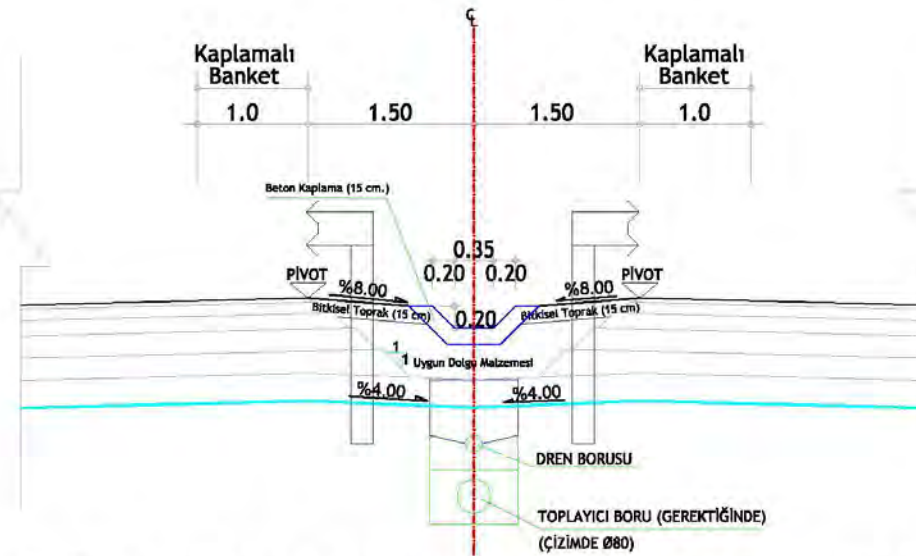 ℄
Kaplamalı
Banket
Kaplamalı
Banket
1.0
1.50
1.50
1.0
Beton Kaplama (15 cm.)
0.35
0.20
0.20
PİVOT
PİVOT
%8.00
%8.00
Bitkisel Toprak (15 cm)
0.20
Bitkisel Toprak (15 cm)
1
1
Uygun Dolgu Malzemesi
%4.00
%4.00
DREN BORUSU
TOPLAYICI BORU (GEREKTİĞİNDE)
(ÇİZİMDE Ø80)